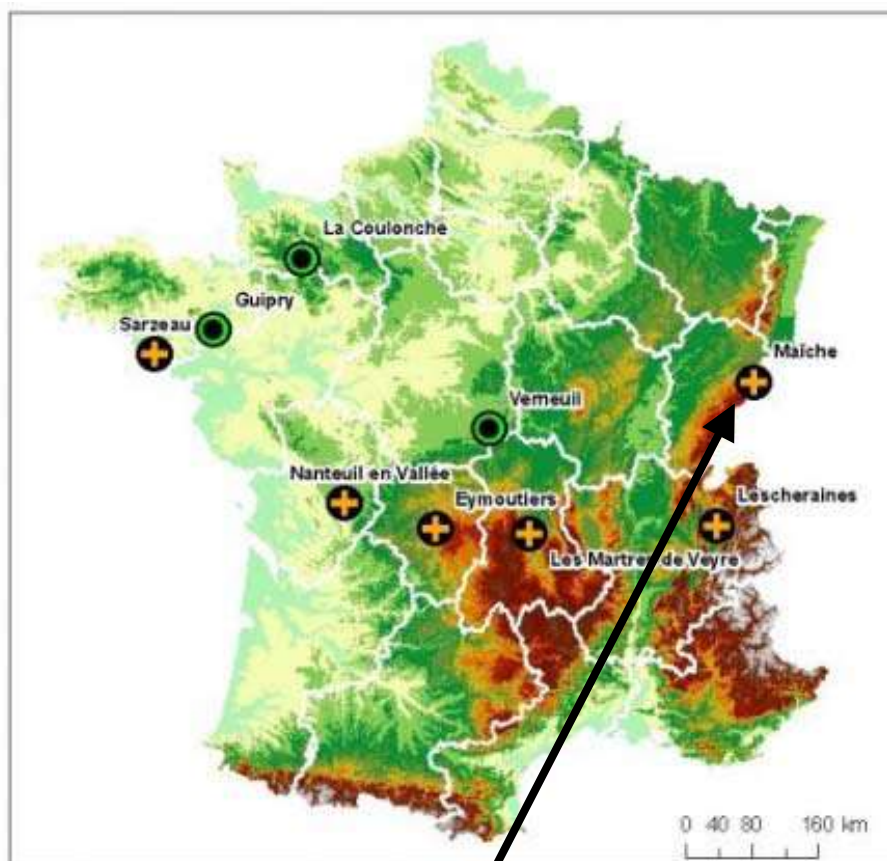 La Coulonche
Guipry
Sarzeau
Maîche
Verneuil
Nanteuil en Vallée
Eymoutiers
Lescheraines
Les Martres de Veyre
0 40 80 160 km